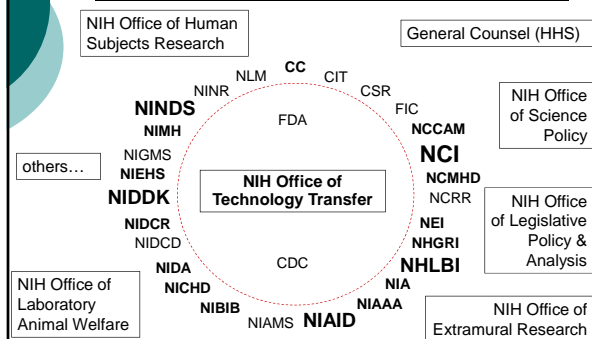 NIH Office of Human
Subjects Research
General Counsel (HHS)
CC
NLM
CIT
NINR
CSR
NINDS
FIC
NIH Office
of Science
Policy
NIMH
FDA
NCCAM
NIGMS
NCI
others…
NIEHS
NIH Office of
Technology Transfer
NCMHD
NIDDK
NCRR
NIH Office
of Legislative
Policy &
Analysis
NIDCR
NEI
NIDCD
NHGRI
NIDA
CDC
NHLBI
NICHD
NIA
NIH Office of
Laboratory
Animal Welfare
NIBIB
NIAAA
NIAMS
NIAID
NIH Office of
Extramural Research